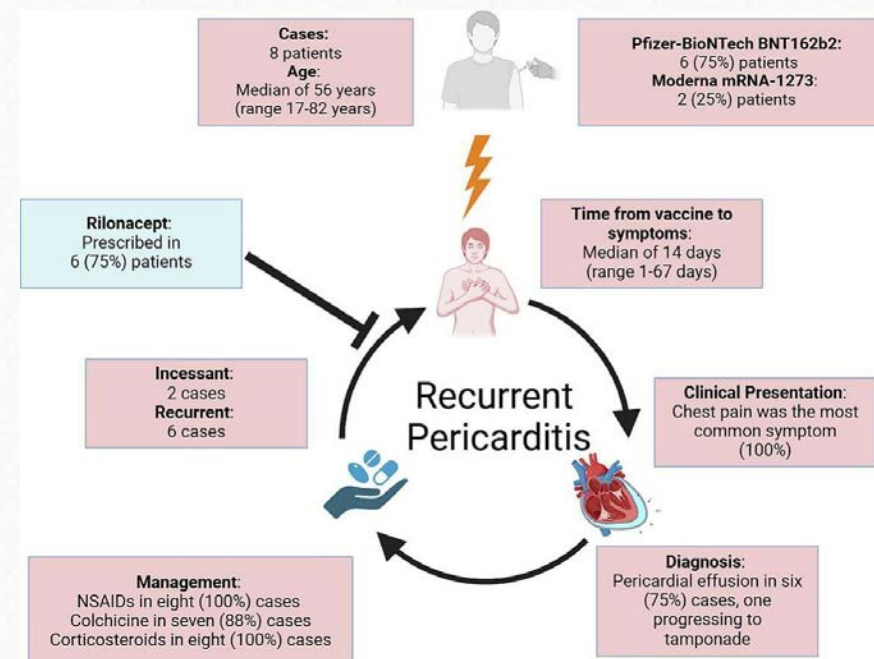 Cases:
8 patients
Age:
Median of 56 years
(range 17-82 years)
Pfizer-BioNTech BNT162b2:
6 (75%) patients
Moderna mRNA-1273:
2 (25%) patients
Rilonacept:
Prescribed in
6 (75%) patients
Time from vaccine to
symptoms:
Median of 14 days
(range 1-67 days)
Incessant:
2 cases
Recurrent:
6 cases
Recurrent
Pericarditis
Clinical Presentation:
Chest pain was the most
common symptom
(100%)
Management:
NSAIDs in eight (100%) cases
Colchicine in seven (88%) cases
Corticosteroids in eight (100%) cases
Diagnosis:
Pericardial effusion in six
(75%) cases, one
progressing to
tamponade